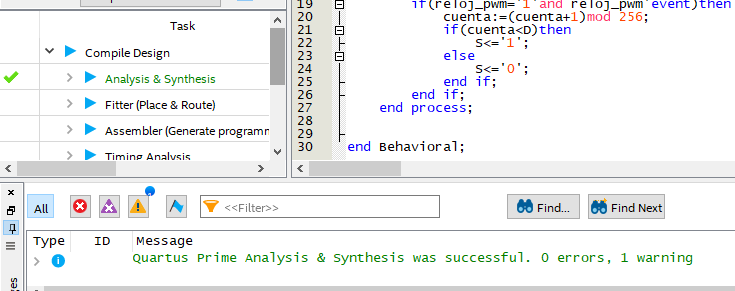 Task
Compile Design
Analysis & Synthesis
Fitter (Place & Route)
Assembler (Generate programm
Timing Analysis
19 if(reloj_pwm='1'and reloj_pwm'event)then
20 cuenta:=(cuenta+1)mod 256;
21 if(cuenta<D)then
22 S<='1';
23 else
24 S<='0';
25 end if;
26 end if;
27 end process;
28
29
30 end Behavioral;
All
<<Filter>>
Find...
Find Next
Type ID Message
Quartus Prime Analysis & Synthesis was successful. 0 errors, 1 warning